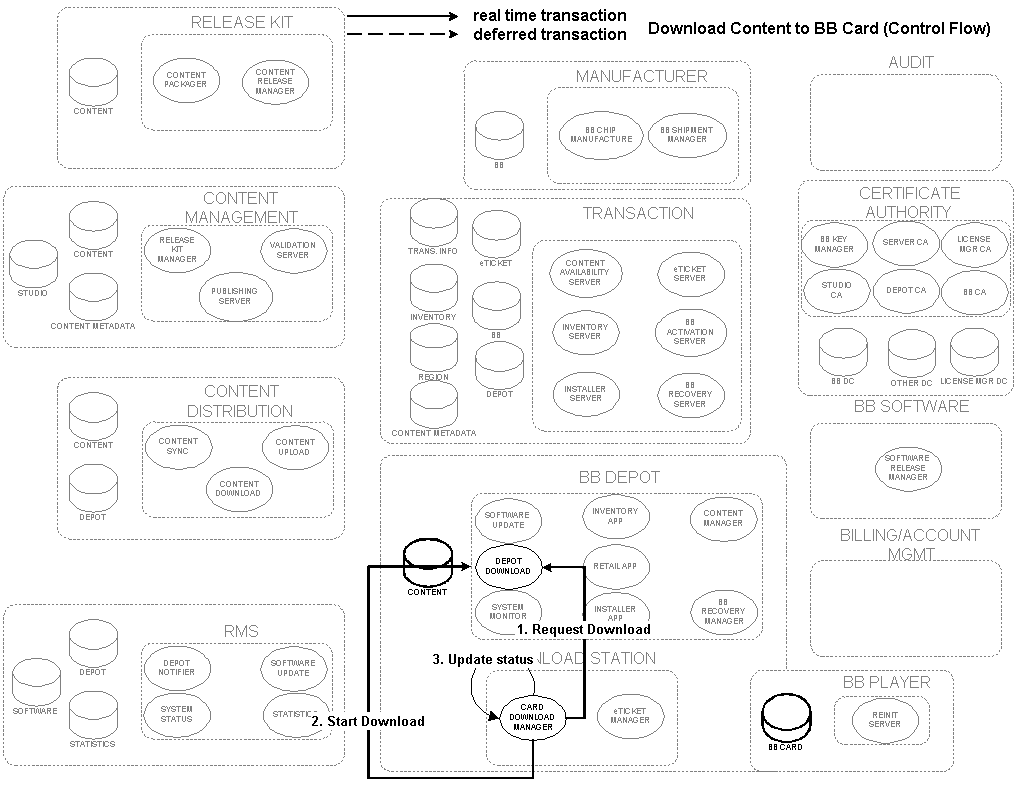 RELEASE KIT
CONTENT
CONTENT
PACKAGER
CONTENT
RELEASE
MANAGER
real time transaction
deferred transaction
Download Content to BB Card (Control Flow)
MANUFACTURER
BB
BB CHIP
MANUFACTURE
BB SHIPMENT
MANAGER
AUDIT
CONTENT
MANAGEMENT
STUDIO
CONTENT
CONTENT METADATA
RELEASE
KIT
MANAGER
VALIDATION
SERVER
PUBLISHING
SERVER
TRANSACTION
TRANS. INFO
eTICKET
INVENTORY
BB
REGION
DEPOT
CONTENT METADATA
CONTENT
AVAILABILITY
SERVER
eTICKET
SERVER
INVENTORY
SERVER
BB
ACTIVATION
SERVER
INSTALLER
SERVER
BB
RECOVERY
SERVER
CERTIFICATE
AUTHORITY
BB KEY
MANAGER
SERVER CA
LICENSE
MGR CA
STUDIO
CA
DEPOT CA
BB CA
BB DC
OTHER DC
LICENSE MGR DC
CONTENT
DISTRIBUTION
CONTENT
DEPOT
CONTENT
SYNC
CONTENT
UPLOAD
CONTENT
DOWNLOAD
BB SOFTWARE
SOFTWARE
RELEASE
MANAGER
BB DEPOT
CONTENT
SOFTWARE
UPDATE
INVENTORY
APP
CONTENT
MANAGER
DEPOT
DOWNLOAD
RETAIL APP
SYSTEM
MONITOR
INSTALLER
APP
BB
RECOVERY
MANAGER
1. Request Download
BILLING/ACCOUNT
MGMT
RMS
SOFTWARE
DEPOT
STATISTICS
DEPOT
NOTIFIER
SOFTWARE
UPDATE
SYSTEM
STATUS
STATISTIC
2. Start Download
3. Update status
NLOAD STATION
CARD
DOWNLOAD
MANAGER
eTICKET
MANAGER
BB PLAYER
BB CARD
REINIT
SERVER